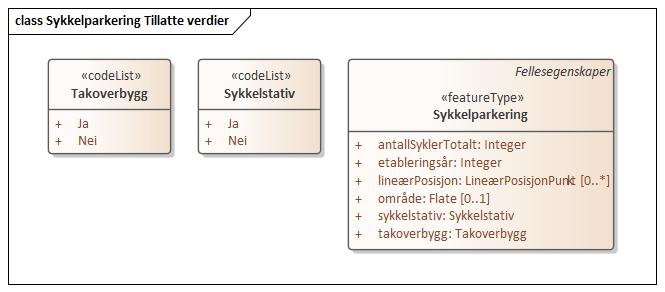 class Sykkelparkering Tillatte verdier
«codeList»
Takoverbygg
+ Ja
+ Nei
«codeList»
Sykkelstativ
+ Ja
+ Nei
Fellesegenskaper
«featureType»
Sykkelparkering
+ antallSyklerTotalt: Integer
+ etableringsår: Integer
+ lineærPosisjon: LineærPosisjonPunkt [0..*]
+ område: Flate [0..1]
+ sykkelstativ: Sykkelstativ
+ takoverbygg: Takoverbygg